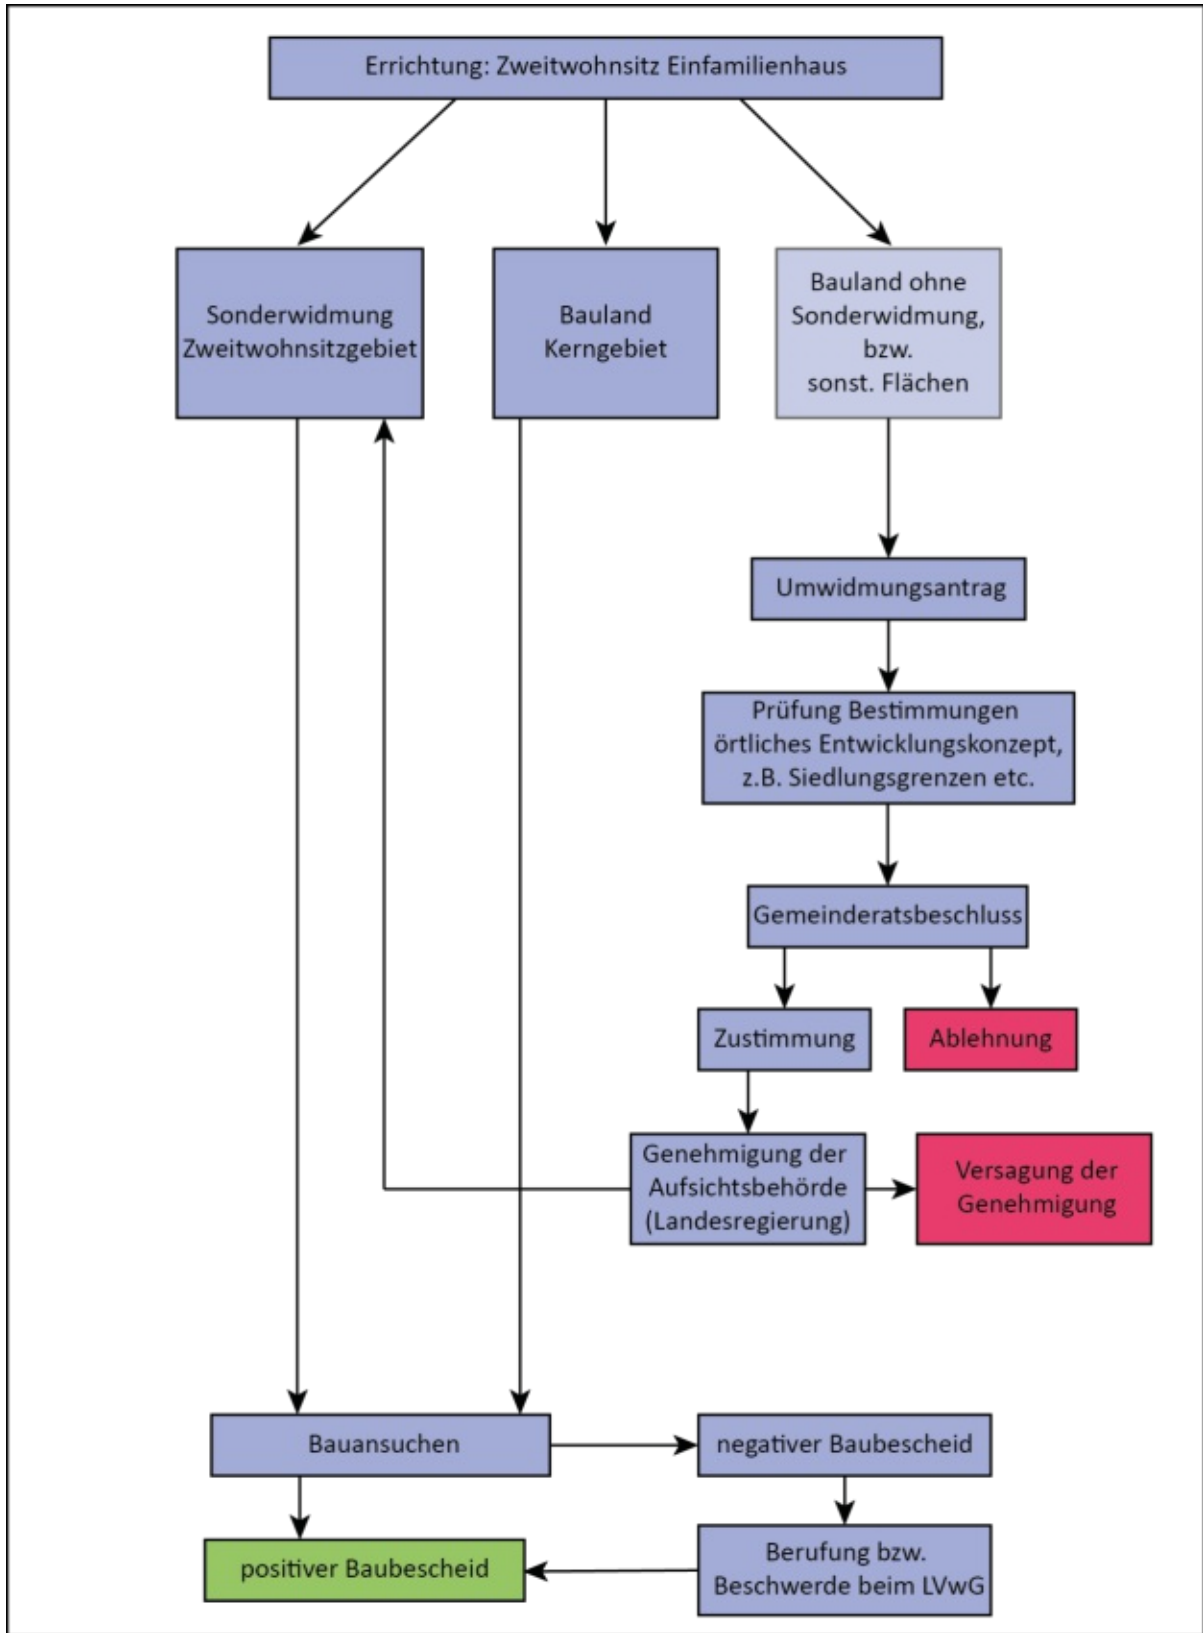 Errichtung: Zweitwohnsitz Einfamilienhaus
Sonderwidmung
Zweitwohnsitzgebiet
Bauland
Kerngebiet
Bauland ohne
Sonderwidmung,
bzw.
sonst. Flächen
Umwidmungsantrag
Prüfung Bestimmungen
örtliches Entwicklungskonzept,
z.B. Siedlungsgrenzen etc.
Gemeinderatsbeschluss
Zustimmung
Ablehnung
Genehmigung der
Aufsichtsbehörde
(Landesregierung)
Versagung der
Genehmigung
Bauansuchen
negativer Baubescheid
positiver Baubescheid
Berufung bzw.
Beschwerde beim LVwG